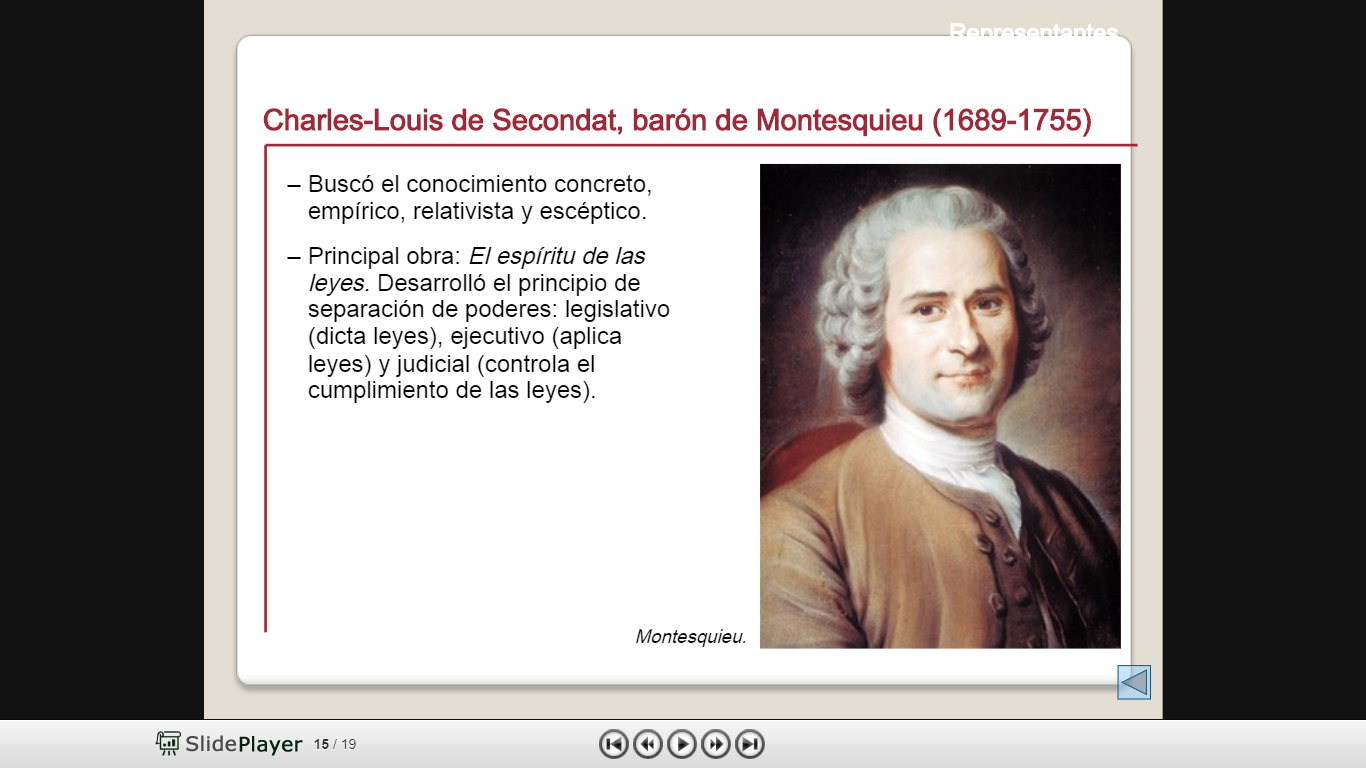 Representantes
Charles-Louis de Secondat, barón de Montesquieu (1689-1755)
– Buscó el conocimiento concreto,
empírico, relativista y escéptico.
– Principal obra: El espíritu de las
leyes. Desarrolló el principio de
separación de poderes: legislativo
(dicta leyes), ejecutivo (aplica
leyes) y judicial (controla el
cumplimiento de las leyes).
Montesquieu.
SlidePlayer 15 / 19